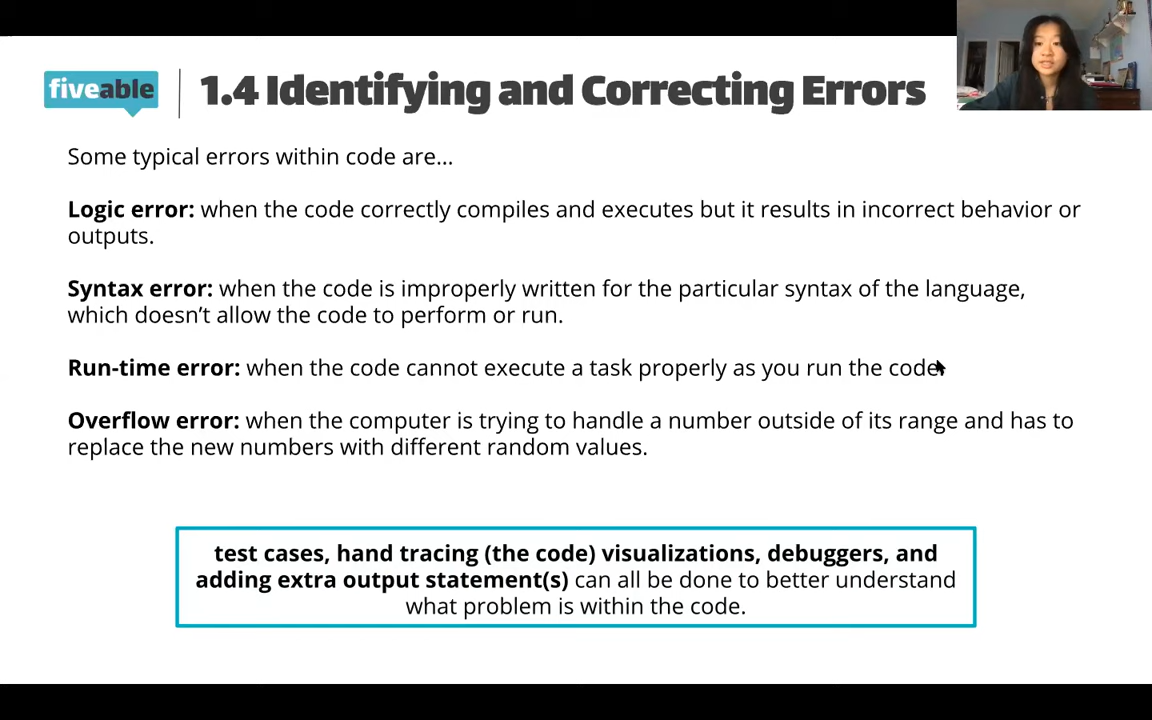 fiveable
1.4 Identifying and Correcting Errors
Some typical errors within code are...
Logic error: when the code correctly compiles and executes but it results in incorrect behavior or
outputs.
Syntax error: when the code is improperly written for the particular syntax of the language,
which doesn’t allow the code to perform or run.
Run-time error: when the code cannot execute a task properly as you run the code.
Overflow error: when the computer is trying to handle a number outside of its range and has to
replace the new numbers with different random values.
test cases, hand tracing (the code) visualizations, debuggers, and
adding extra output statement(s) can all be done to better understand
what problem is within the code.